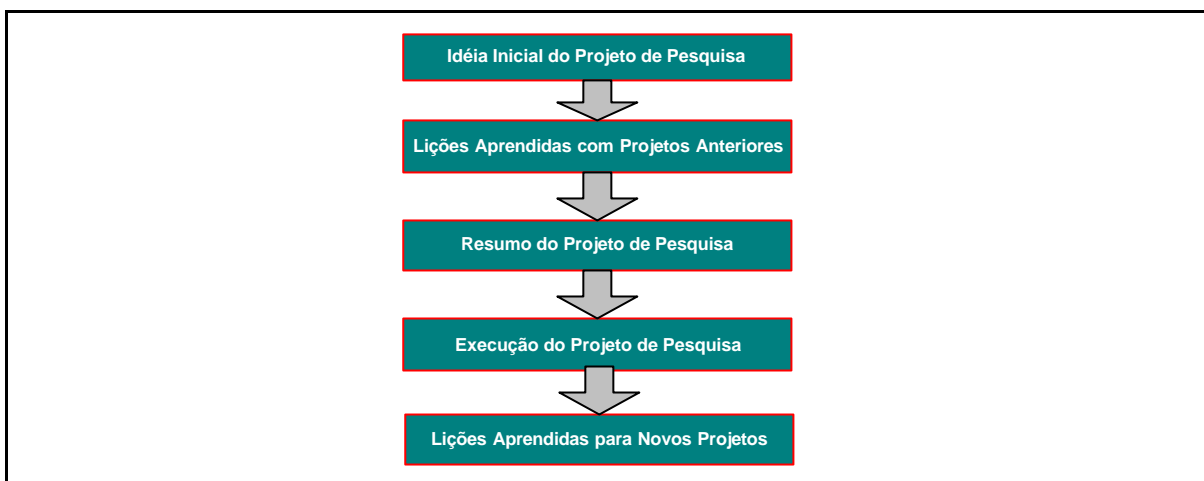 Idéia Inicial do Projeto de Pesquisa
Lições Aprendidas com Projetos Anteriores
Resumo do Projeto de Pesquisa
Execução do Projeto de Pesquisa
Lições Aprendidas para Novos Projetos